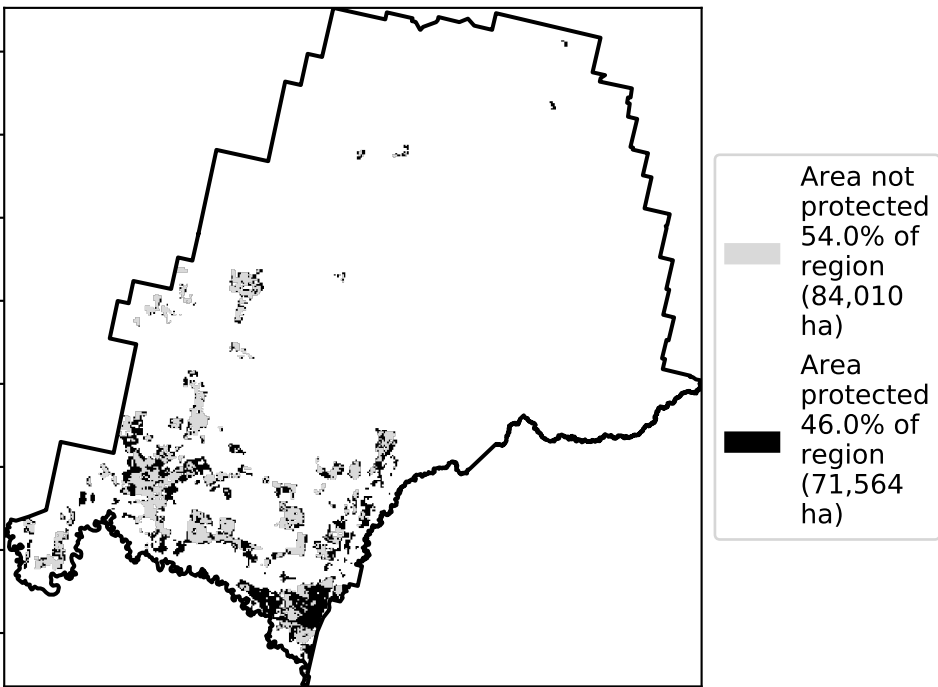 Area not
protected
54.0% of
region
(84,010
ha)
Area
protected
46.0% of
region
(71,564
ha)